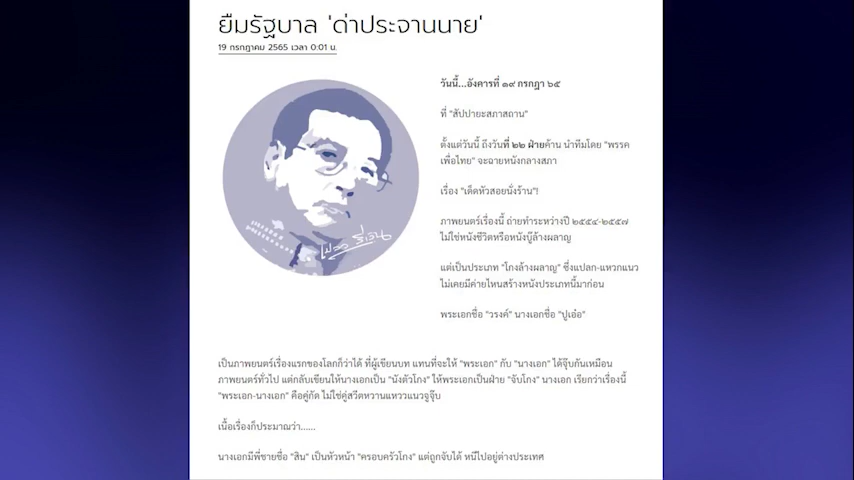 ยืมรัฐบาล 'ด่าประจานนาย'
19 กรกฎาคม 2565 เวลา 0:01 น.
วันนี้...อังคารที่ ๑๙ กรกฎา ๖๕
ที่ "สัปปายะสภาสถาน"
ตั้งแต่วันนี้ ถึงวันที่ ๒๒ ฝ่ายค้าน นำทีมโดย "พรรค
เพื่อไทย" จะฉายหนังกลางสภา
เรื่อง "เด็ดหัวสอยนั่งร้าน"!
ภาพยนตร์เรื่องนี้ ถ่ายทำระหว่างปี ๒๕๕๔-๒๕๕๗
ไม่ใช่หนังชีวิตหรือหนังบู๊ล้างผลาญ
แต่เป็นประเภท "โกงล้างผลาญ" ซึ่งแปลก-แหวกแนว
ไม่เคยมีค่ายไหนสร้างหนังประเภทนี้มาก่อน
พระเอกชื่อ "วรงค์" นางเอกชื่อ "ปูเอ๋อ"
เปลว สีเงิน
เป็นภาพยนตร์เรื่องแรกของโลกก็ว่าได้ ที่ผู้เขียนบท แทนที่จะให้ "พระเอก" กับ "นางเอก" ได้จุ๊บกันเหมือน
ภาพยนตร์ทั่วไป แต่กลับเขียนให้นางเอกเป็น "นังตัวโกง" ให้พระเอกเป็นฝ่าย "จับโกง" นางเอก เรียกว่าเรื่องนี้
"พระเอก-นางเอก" คือคู่กัด ไม่ใช่คู่สวีตหวานแหววแนวจูจุ๊บ
เนื้อเรื่องก็ประมาณว่า......
นางเอกมีพี่ชายชื่อ "สิน" เป็นหัวหน้า "ครอบครัวโกง" แต่ถูกจับได้ หนีไปอยู่ต่างประเทศ